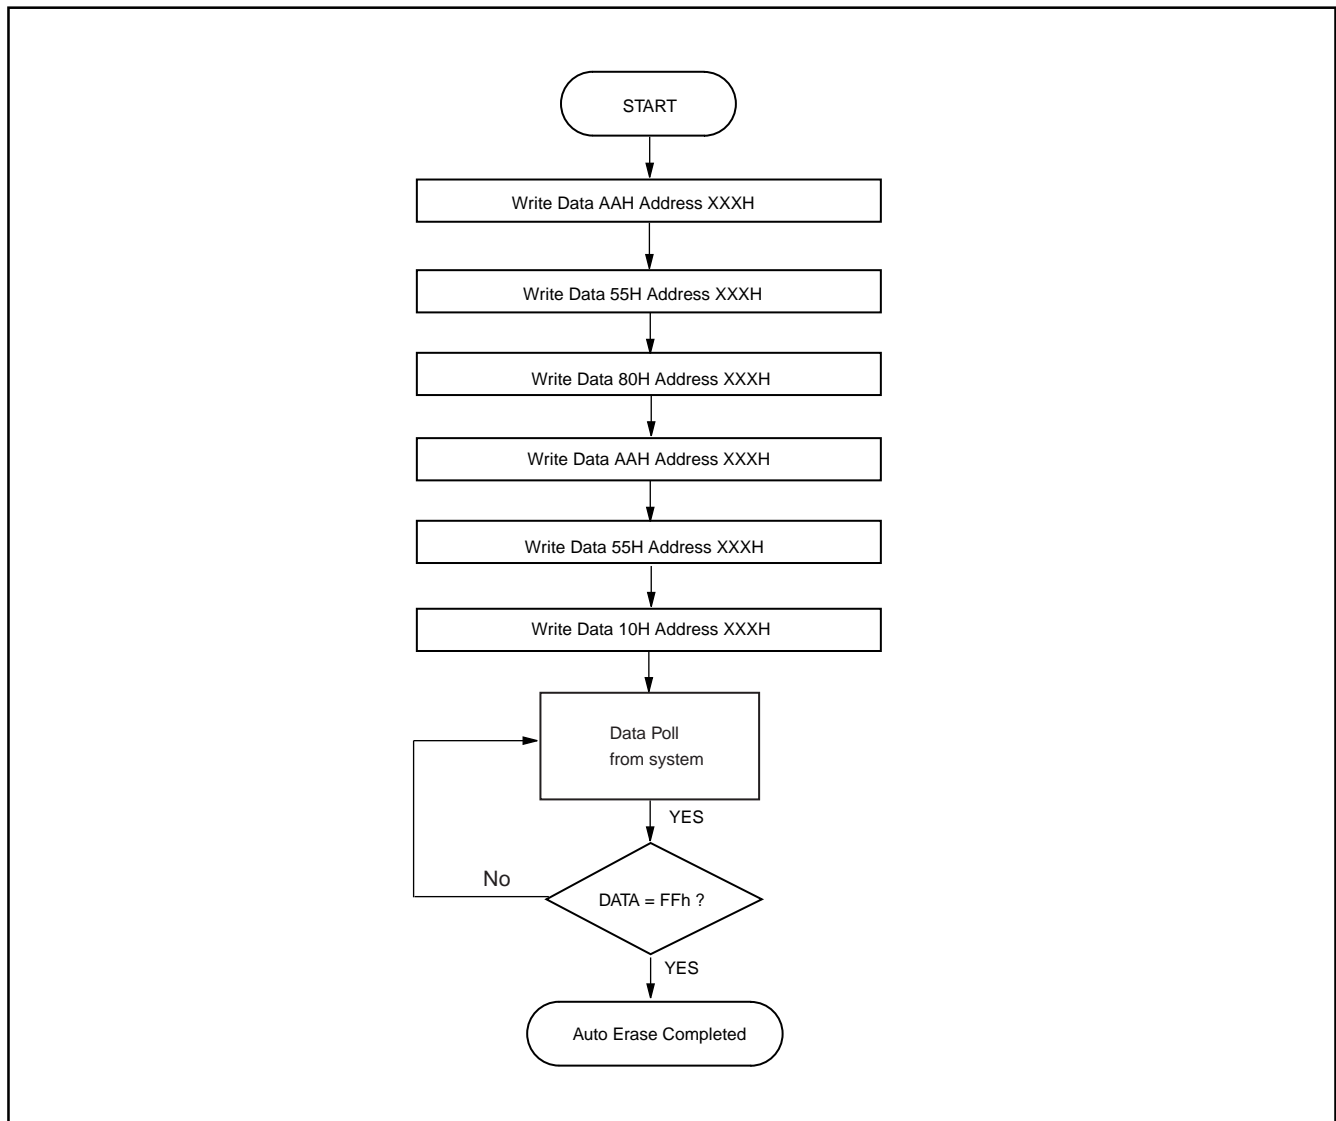 START
Write Data AAH Address XXXH
Write Data 55H Address XXXH
Write Data 80H Address XXXH
Write Data AAH Address XXXH
Write Data 55H Address XXXH
Write Data 10H Address XXXH
Data Poll
from system
YES
No
DATA = FFh ?
YES
Auto Erase Completed